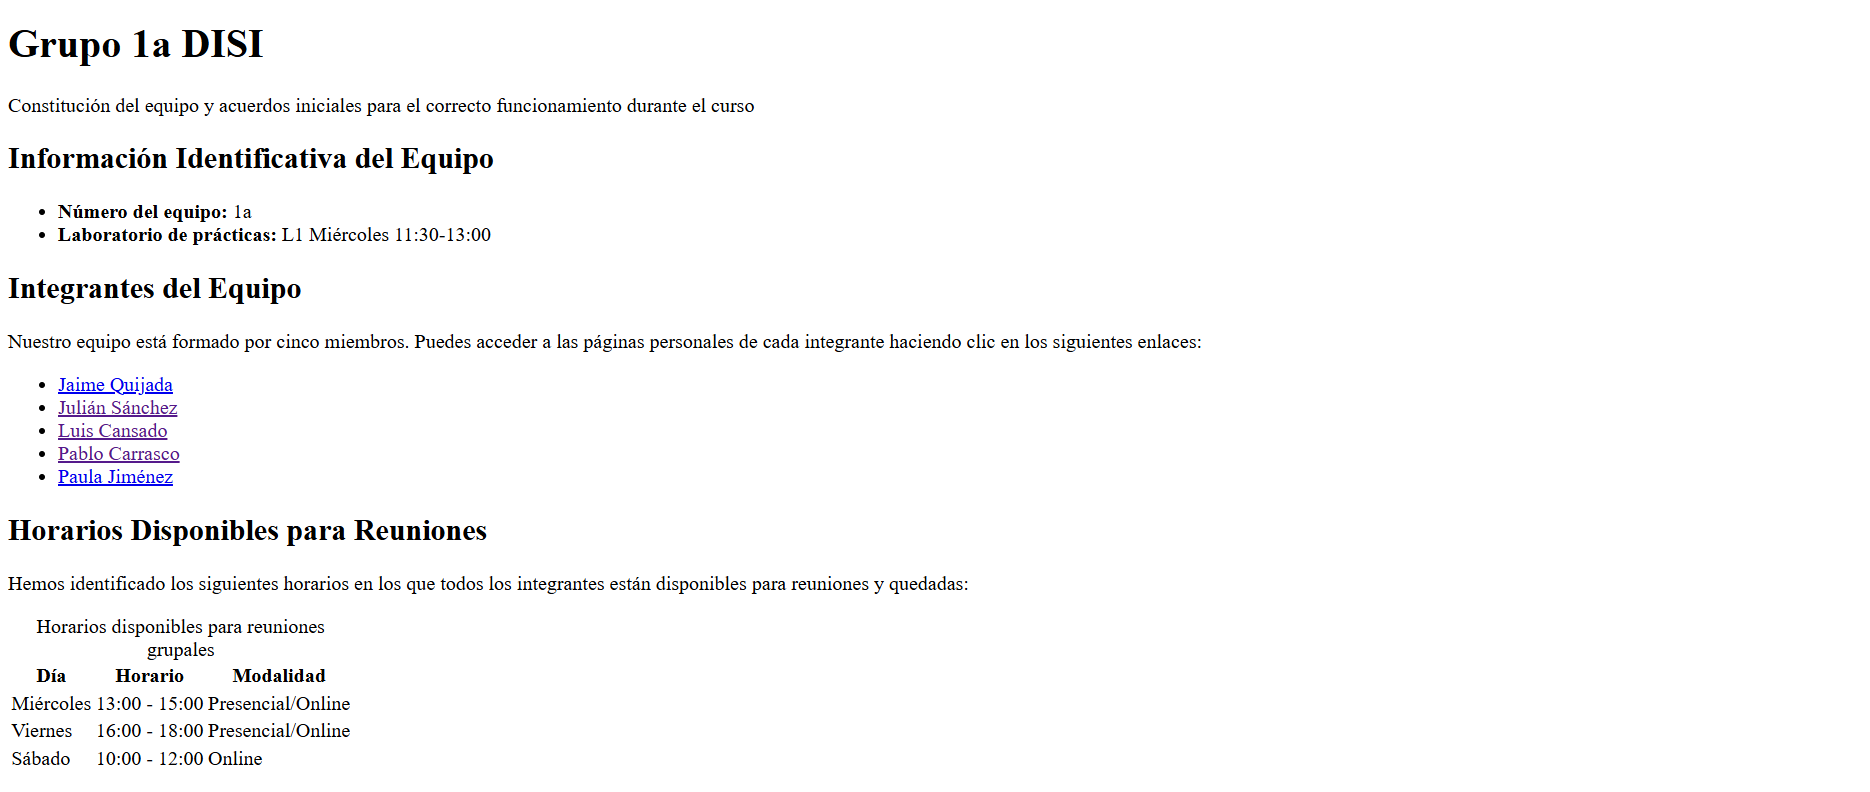 Grupo 1a DISI
Constitución del equipo y acuerdos iniciales para el correcto funcionamiento durante el curso
Información Identificativa del Equipo
• Número del equipo: 1a
• Laboratorio de prácticas: L1 Miércoles 11:30-13:00
Integrantes del Equipo
Nuestro equipo está formado por cinco miembros. Puedes acceder a las páginas personales de cada integrante haciendo clic en los siguientes enlaces:
• Jaime Quijada
• Julián Sánchez
• Luis Cansado
• Pablo Carrasco
• Paula Jiménez
Horarios Disponibles para Reuniones
Hemos identificado los siguientes horarios en los que todos los integrantes están disponibles para reuniones y quedadas:
Horarios disponibles para reuniones
grupales
Día Horario Modalidad
Miércoles 13:00 - 15:00 Presencial/Online
Viernes 16:00 - 18:00 Presencial/Online
Sábado 10:00 - 12:00 Online